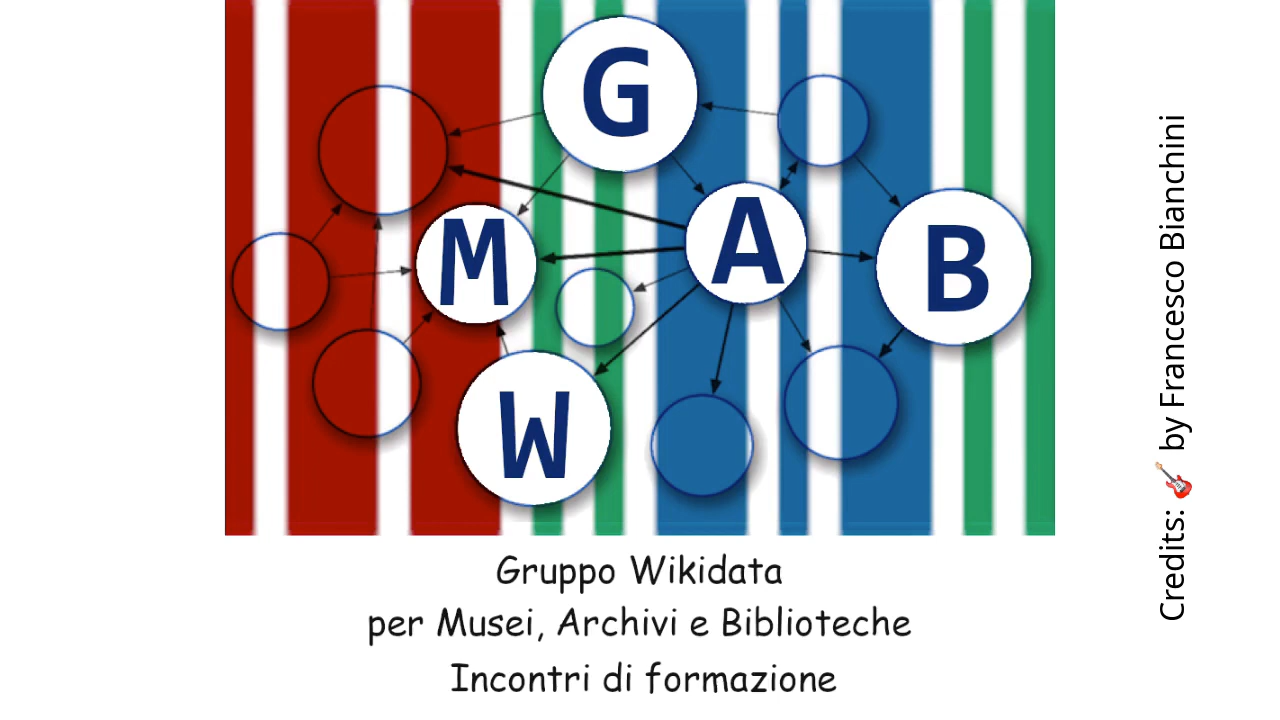 G
A
B
M
W
Gruppo Wikidata
per Musei, Archivi e Biblioteche
Incontri di formazione
Credits: 🎸 by Francesco Bianchini